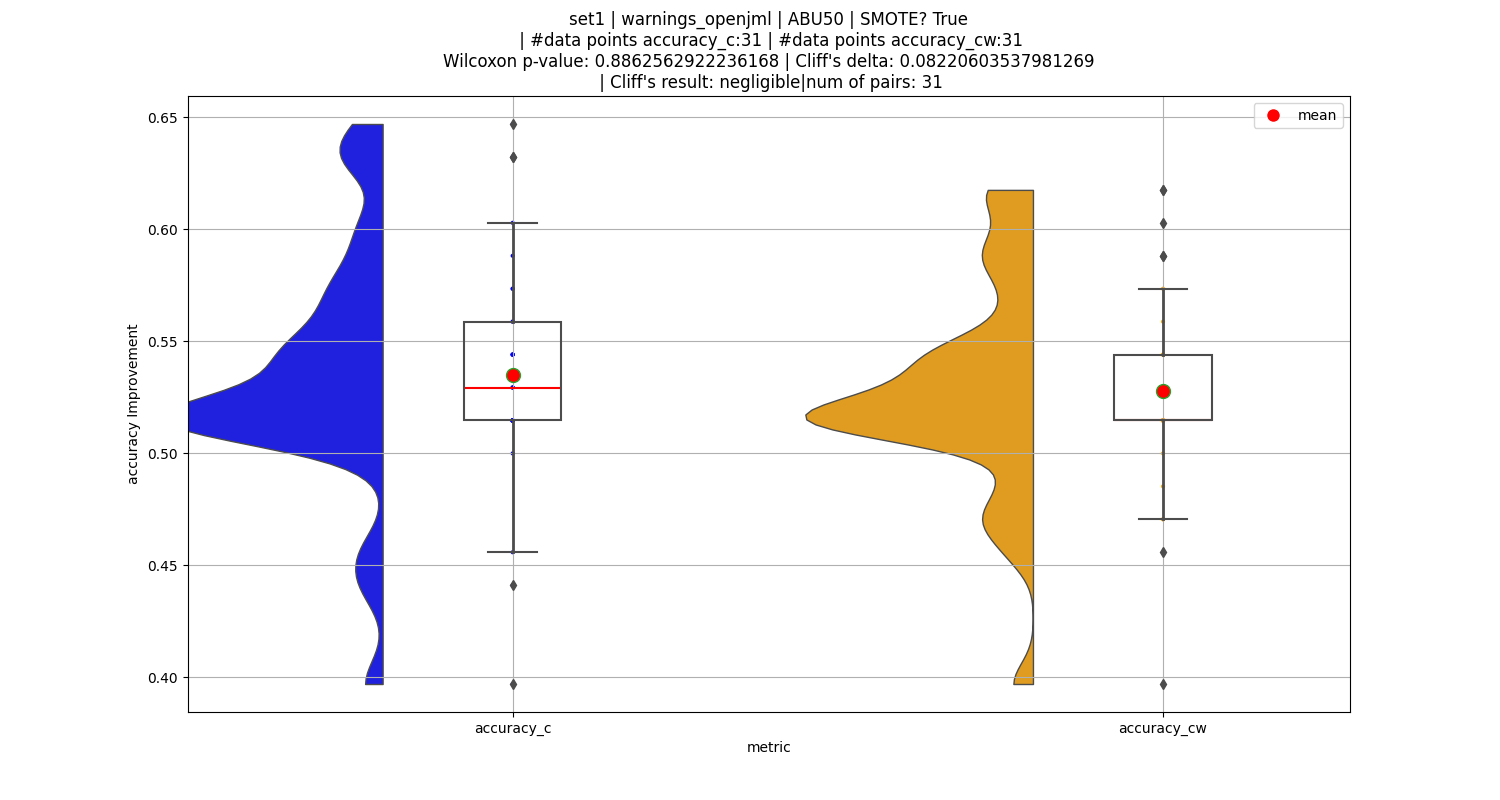 set1 | warnings_openjml | ABU50 | SMOTE? True
| #data points accuracy_c:31 | #data points accuracy_cw:31
Wilcoxon p-value: 0.8862562922236168 | Cliff's delta: 0.08220603537981269
| Cliff's result: negligible|num of pairs: 31
mean
accuracy Improvement
0.65
0.60
0.55
0.50
0.45
0.40
accuracy_c
accuracy_cw
metric